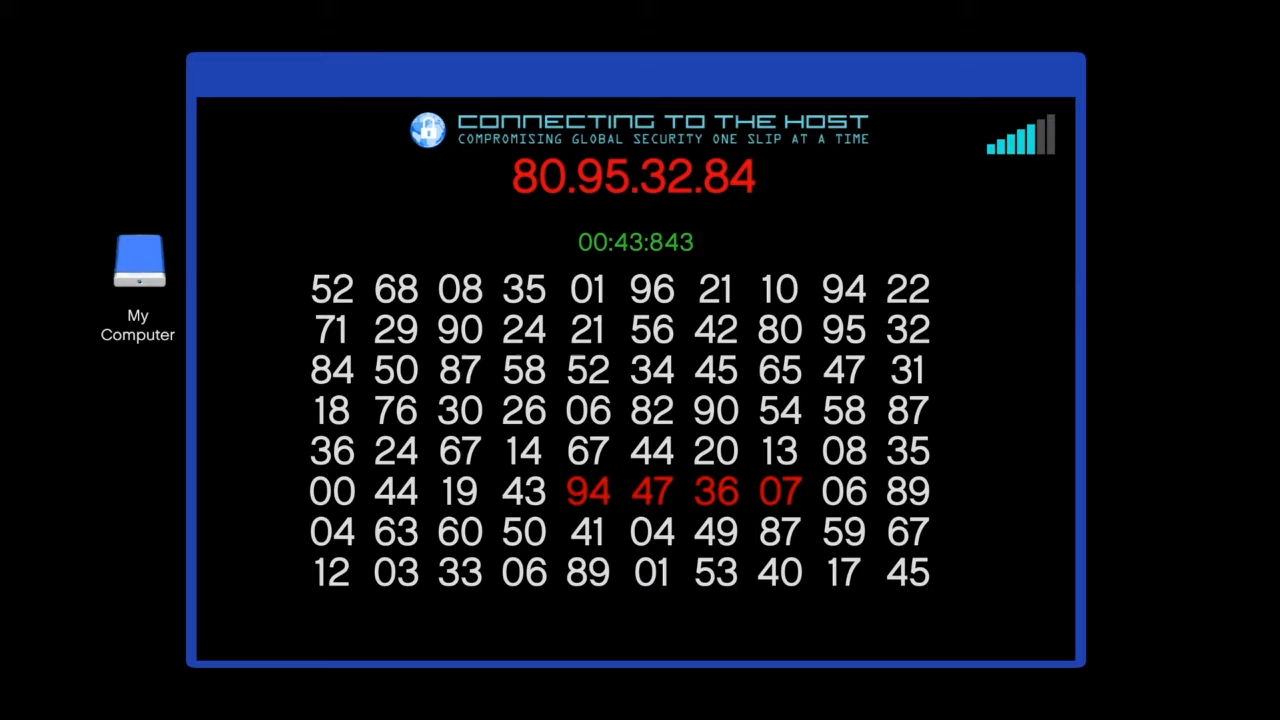 CONNECTING TO THE HOST
COMPROMISING GLOBAL SECURITY ONE SLIP AT A TIME
80.95.32.84
00:43:843
52 68 08 35 01 96 21 10 94 22
71 29 90 24 21 56 42 80 95 32
84 50 87 58 52 34 45 65 47 31
18 76 30 26 06 82 90 54 58 87
36 24 67 14 67 44 20 13 08 35
00 44 19 43 94 47 36 07 06 89
04 63 60 50 41 04 49 87 59 67
12 03 33 06 89 01 53 40 17 45
My
Computer